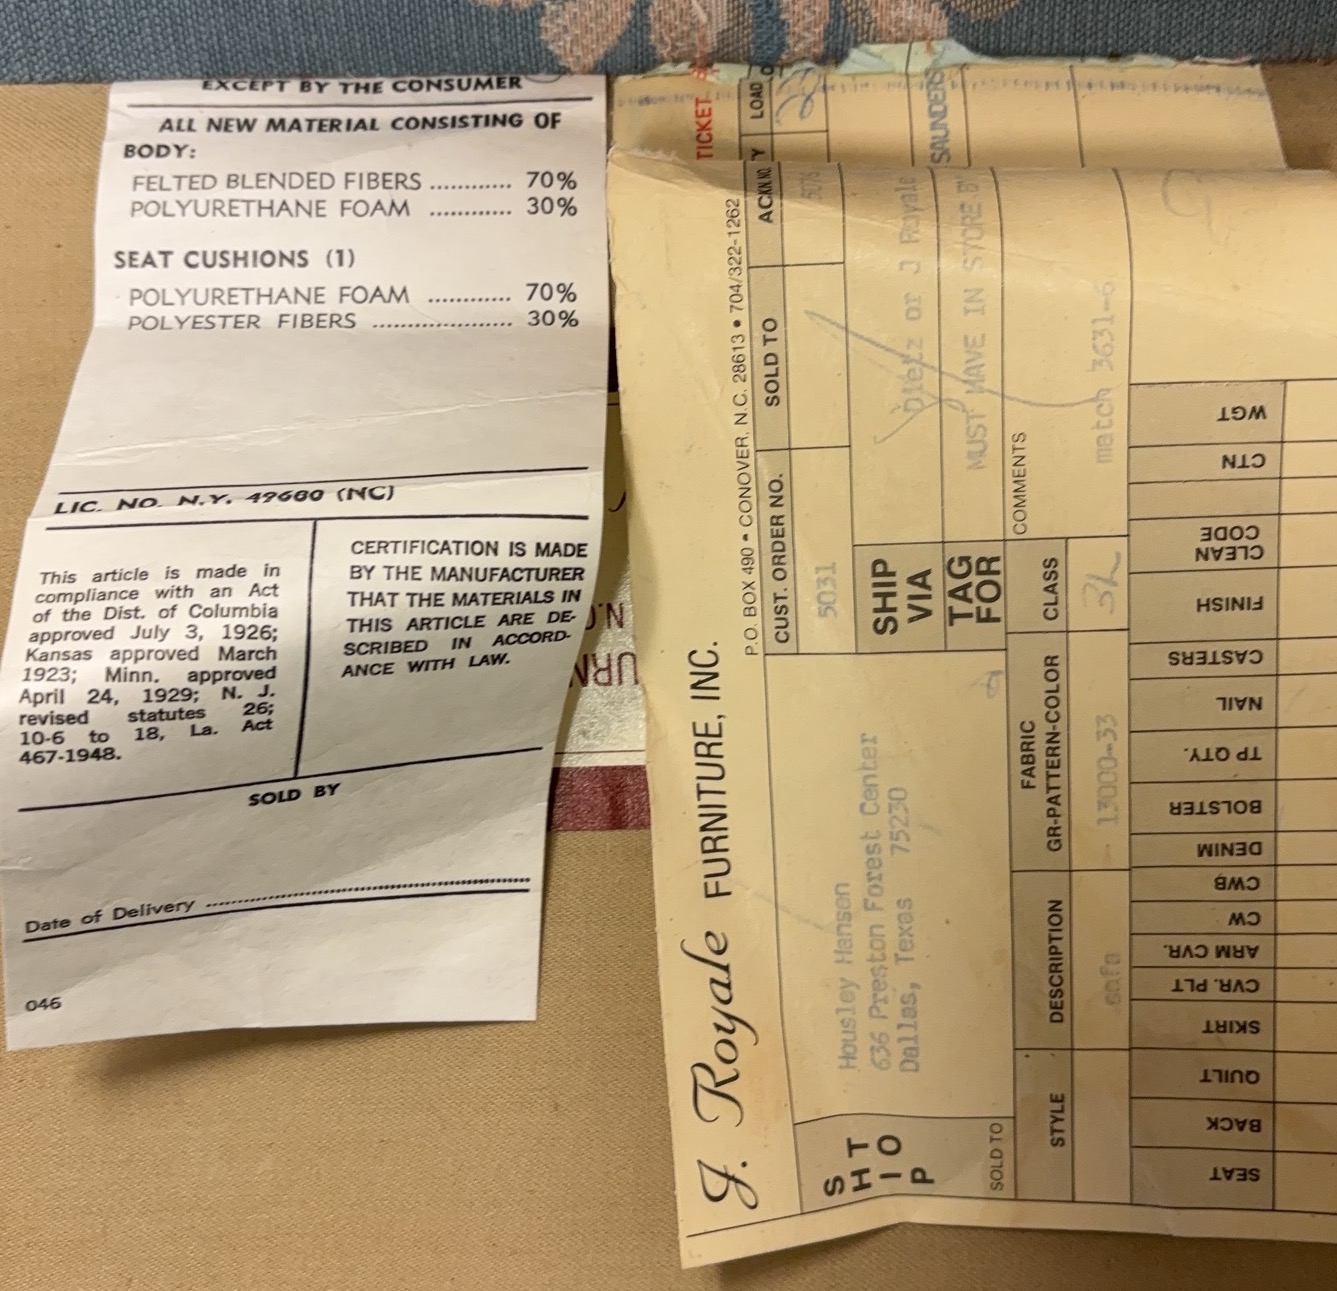 EXCEPT BY THE CONSUMER
ALL NEW MATERIAL CONSISTING OF
BODY:
FELTED BLENDED FIBERS ............ 70%
POLYURETHANE FOAM ............ 30%
SEAT CUSHIONS (1)
POLYURETHANE FOAM ............ 70%
POLYESTER FIBERS .................... 30%
LIC. NO. N.Y. 49680 (NC)
This article is made in
compliance with an Act
of the Dist. of Columbia
approved July 3, 1926;
Kansas approved March
1923; Minn. approved
April 24, 1929; N. J.
revised statutes 26;
10-6 to 18, La. Act
467-1948.
CERTIFICATION IS MADE
BY THE MANUFACTURER
THAT THE MATERIALS IN
THIS ARTICLE ARE DE-
SCRIBED IN ACCORD-
ANCE WITH LAW.
SOLD BY
Date of Delivery
046
TICKET
LOAD
SAUNDERS
J. Royale FURNITURE, INC.
P.O. BOX 490 • CONOVER, N.C. 28613 • 704/322-1262
CUST. ORDER NO. SOLD TO ACKN.NO.
5031
SHIP TO
Housley Hansen
636 Preston Forest Center
Dallas, Texas 75230
SHIP VIA
Dietz or J Royale
TAG FOR
MUST HAVE IN STORE BY
SOLD TO
STYLE DESCRIPTION FABRIC GR-PATTERN-COLOR CLASS COMMENTS
sofa - 13000-33 match 3631-6
WGT
CTN
CLEAN CODE
FINISH
CASTERS
NAIL
TP QTY.
BOLSTER
DENIM
CWB
CW
ARM CVR.
CVR. PLT
SKIRT
QUILT
BACK
SEAT